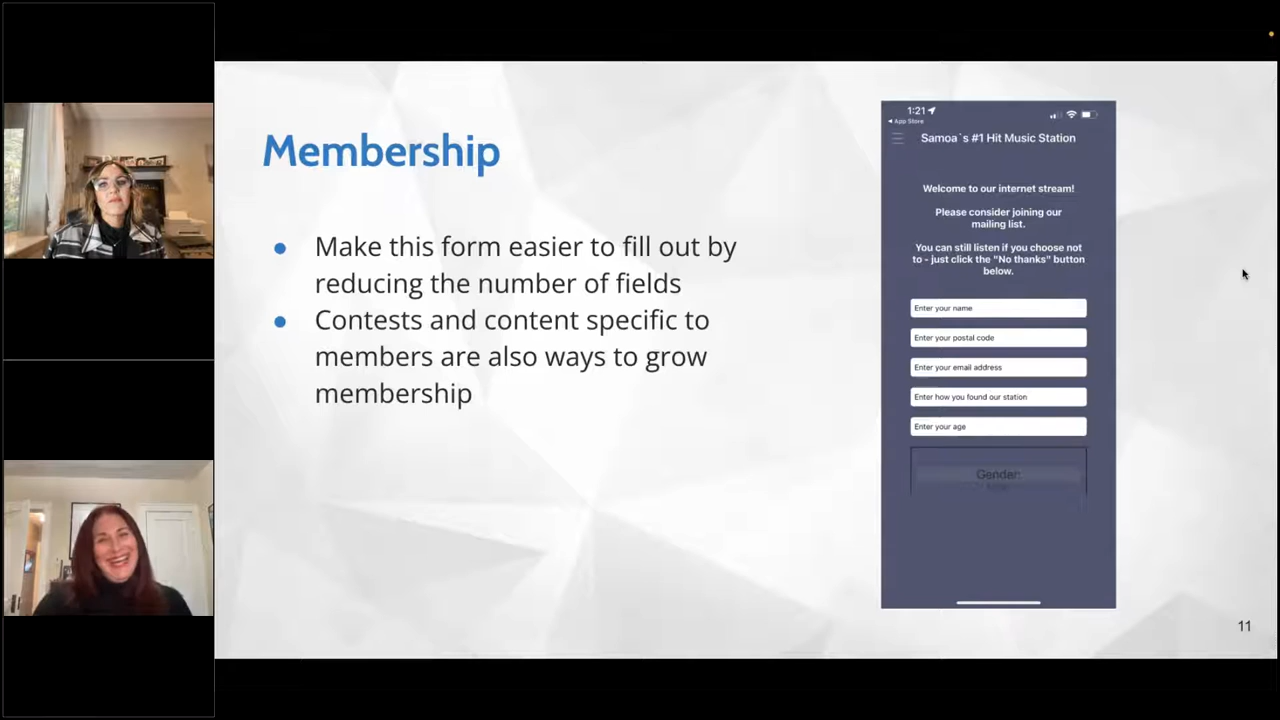 Membership
● Make this form easier to fill out by
reducing the number of fields
● Contests and content specific to
members are also ways to grow
membership
1:21
◀ App Store
Samoa`s #1 Hit Music Station
Welcome to our internet stream!
Please consider joining our
mailing list.
You can still listen if you choose not
to - just click the "No thanks" button
below.
Enter your name
Enter your postal code
Enter your email address
Enter how you found our station
Enter your age
Gender:
11